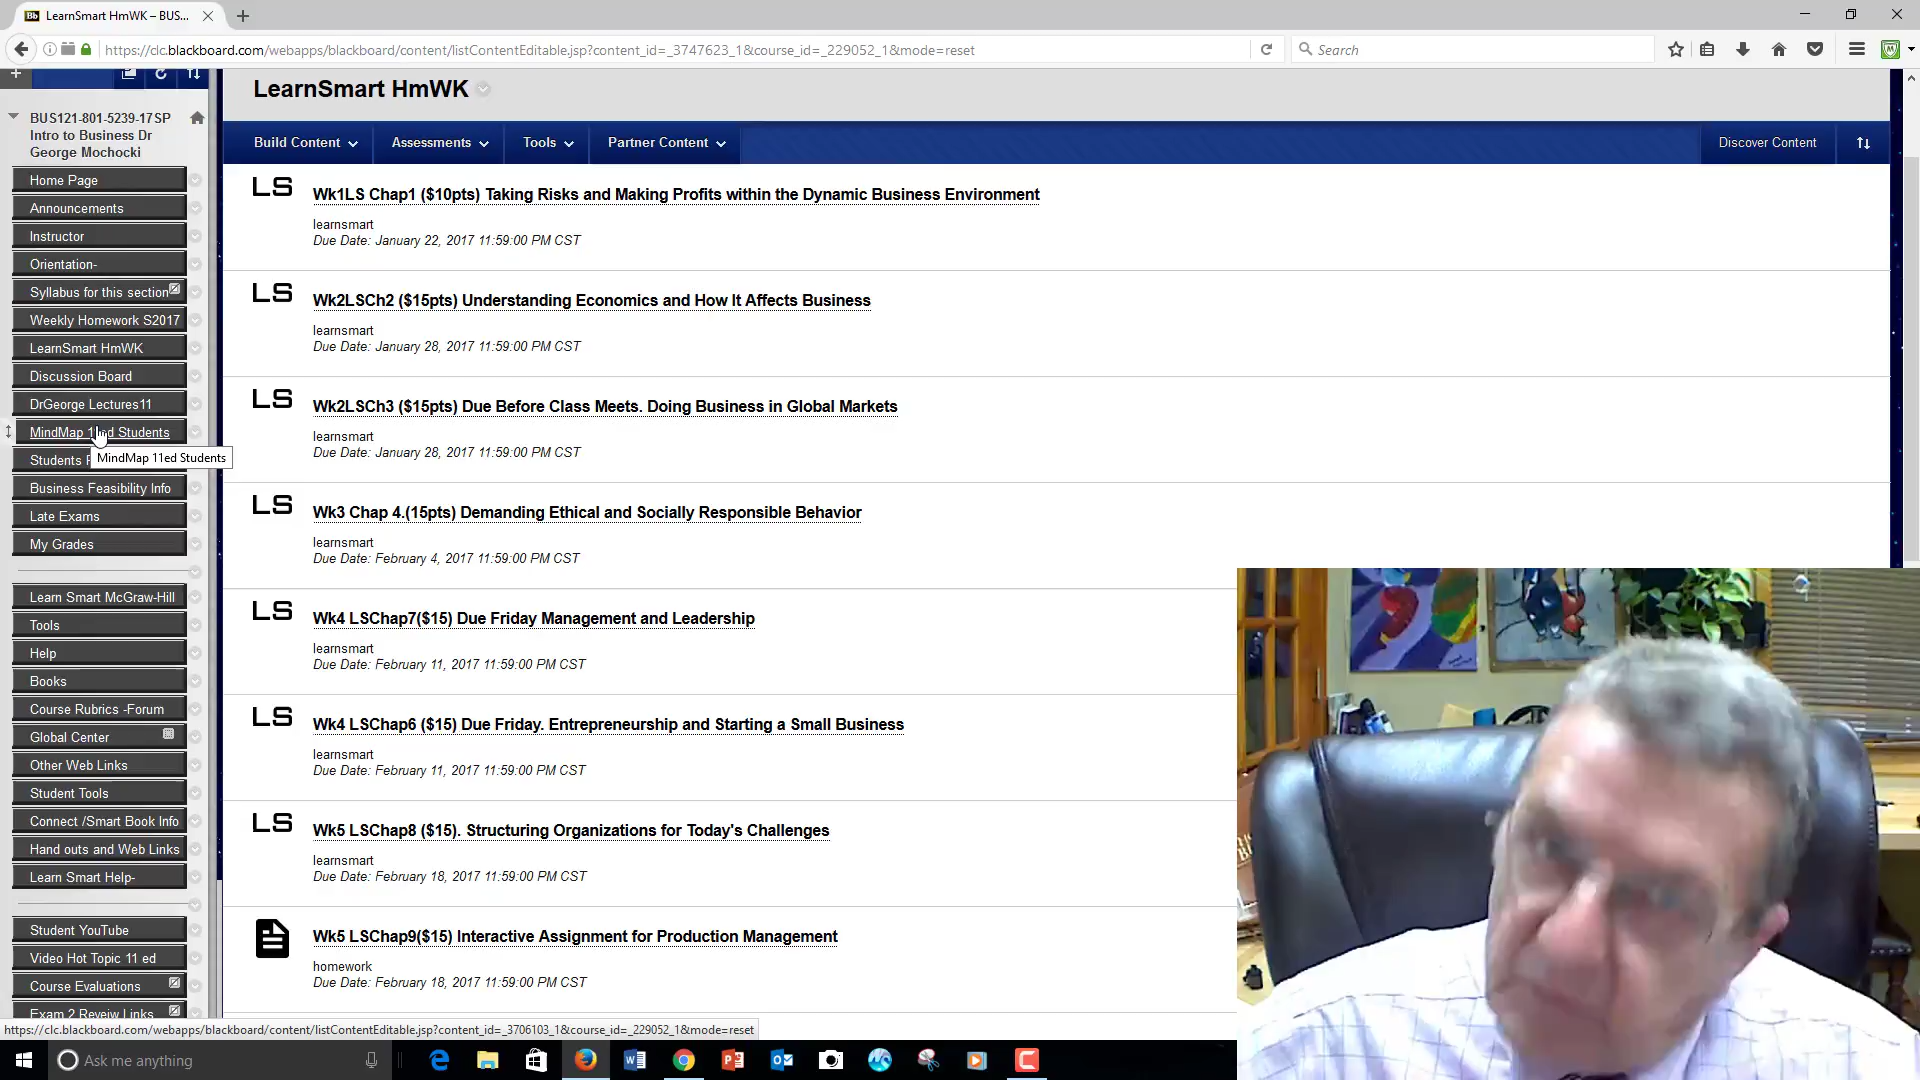 LearnSmart HmWK – BUS...
https://clc.blackboard.com/webapps/blackboard/content/listContentEditable.jsp?content_id=_3747623_1&course_id=_229052_1&mode=reset
Search
BUS121-801-5239-17SP
Intro to Business Dr
George Mochocki
Home Page
Announcements
Instructor
Orientation-
Syllabus for this section
Weekly Homework S2017
LearnSmart HmWK
Discussion Board
DrGeorge Lectures11
MindMap 11ed Students
MindMap 11ed Students
Students
Business Feasibility Info
Late Exams
My Grades
Learn Smart McGraw-Hill
Tools
Help
Books
Course Rubrics -Forum
Global Center
Other Web Links
Student Tools
Connect /Smart Book Info
Hand outs and Web Links
Learn Smart Help-
Student YouTube
Video Hot Topic 11 ed
Course Evaluations
Exam 2 Reveiw Links
LearnSmart HmWK
Build Content
Assessments
Tools
Partner Content
Discover Content
LS
Wk1LS Chap1 ($10pts) Taking Risks and Making Profits within the Dynamic Business Environment
learnsmart
Due Date: January 22, 2017 11:59:00 PM CST
LS
Wk2LSCh2 ($15pts) Understanding Economics and How It Affects Business
learnsmart
Due Date: January 28, 2017 11:59:00 PM CST
LS
Wk2LSCh3 ($15pts) Due Before Class Meets. Doing Business in Global Markets
learnsmart
Due Date: January 28, 2017 11:59:00 PM CST
LS
Wk3 Chap 4.(15pts) Demanding Ethical and Socially Responsible Behavior
learnsmart
Due Date: February 4, 2017 11:59:00 PM CST
LS
Wk4 LSChap7($15) Due Friday Management and Leadership
learnsmart
Due Date: February 11, 2017 11:59:00 PM CST
LS
Wk4 LSChap6 ($15) Due Friday. Entrepreneurship and Starting a Small Business
learnsmart
Due Date: February 11, 2017 11:59:00 PM CST
LS
Wk5 LSChap8 ($15). Structuring Organizations for Today's Challenges
learnsmart
Due Date: February 18, 2017 11:59:00 PM CST
Wk5 LSChap9($15) Interactive Assignment for Production Management
homework
Due Date: February 18, 2017 11:59:00 PM CST
https://clc.blackboard.com/webapps/blackboard/content/listContentEditable.jsp?content_id=_3706103_1&course_id=_229052_1&mode=reset
Ask me anything